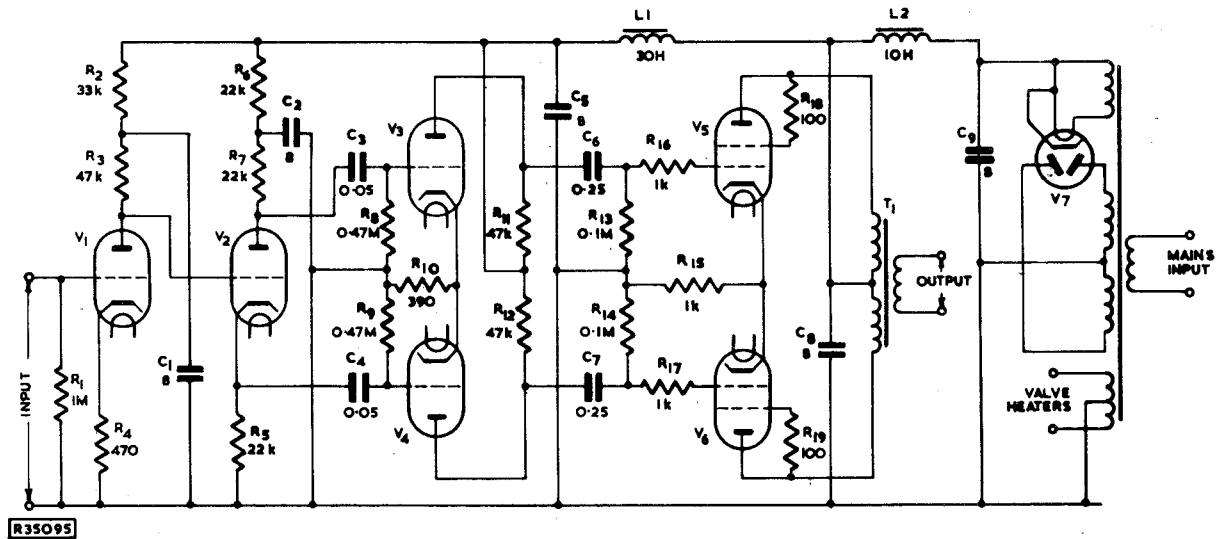 L1
30H
L2
10H
R2
33k
R3
47k
R6
22k
C2
8
R7
22k
V1
V2
C3
0·05
V3
R8
0·47M
R10
390
R9
0·47M
C4
0·05
V4
R11
47k
R12
47k
C5
8
C6
0·25
R13
0·1M
R16
1k
R15
1k
R14
0·1M
C7
0·25
R17
1k
V5
R18
100
V6
R19
100
T1
OUTPUT
C8
8
C9
8
V7
MAINS
INPUT
VALVE
HEATERS
INPUT
R1
1M
R4
470
C1
8
R5
22k
R35095